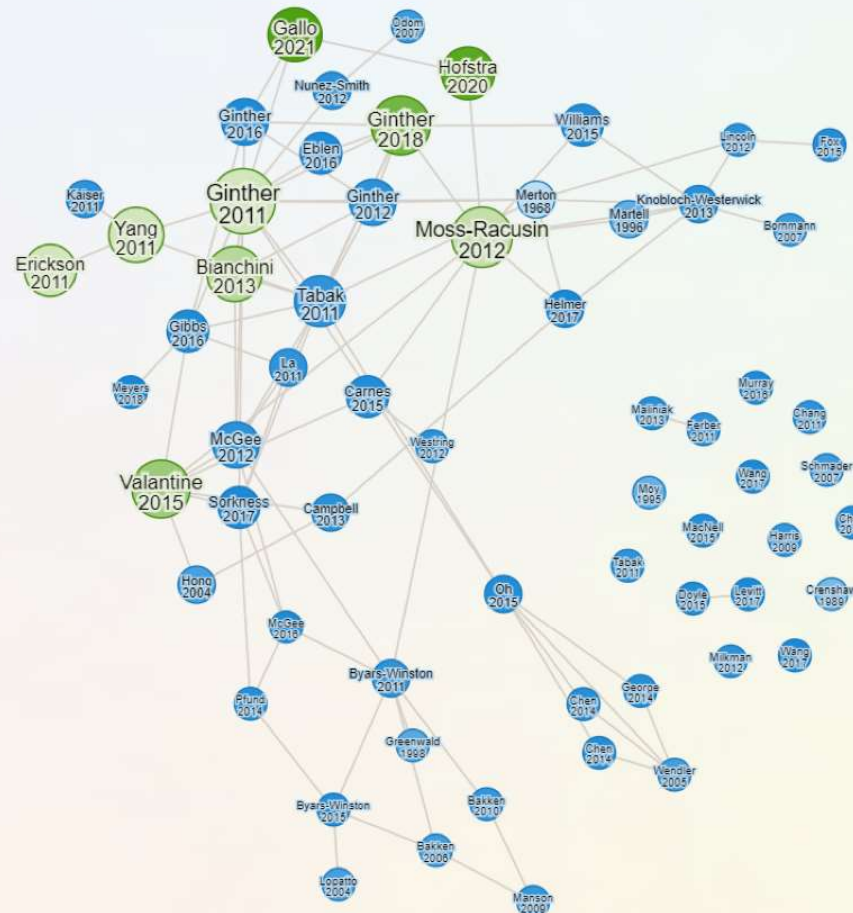 Gallo
2021
Odom
2007
Hofstra
2020
Nunez-Smith
2012
Ginther
2016
Ginther
2018
Williams
2015
Eblen
2016
Lincoln
2012
Fox
2015
Kaiser
2011
Ginther
2011
Ginther
2012
Merton
1968
Martell
1996
Knobloch-Westerwick
2013
Bornmann
2007
Yang
2011
Moss-Racusin
2012
Erickson
2011
Bianchini
2013
Tabak
2011
Helmer
2017
Gibbs
2016
La
2011
Meyers
2018
Carnes
2015
Murray
2016
Maliniak
2013
Ferber
2011
Chang
2011
McGee
2012
Westring
2012
Valantine
2015
Wang
2017
Schmader
2007
Moy
1995
Sorkness
2017
Campbell
2013
MacNell
2015
Harris
2009
Tabak
2011
Hong
2004
Oh
2015
Doyle
2015
Levitt
2017
Crenshaw
1989
McGee
2016
Milkman
2012
Wang
2017
Byars-Winston
2011
George
2014
Pfund
2014
Chen
2014
Greenwald
1998
Chen
2014
Wendler
2005
Byars-Winston
2015
Bakken
2010
Bakken
2006
Lopatto
2004
Manson
2009